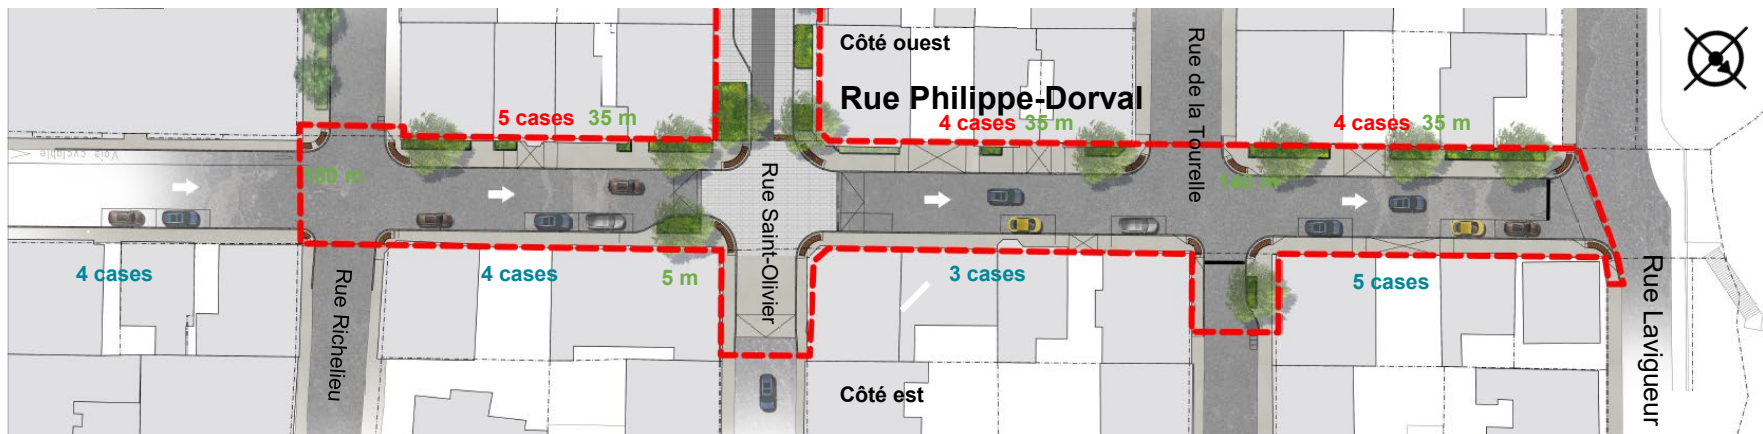 Côté ouest
Rue Philippe-Dorval
5 cases 35 m
4 cases 35 m
4 cases 35 m
Voie cyclable
100 m
140 m
Rue de la Tourelle
Rue Saint-Olivier
4 cases
4 cases
5 m
3 cases
5 cases
Rue Richelieu
Rue Lavigueur
Côté est